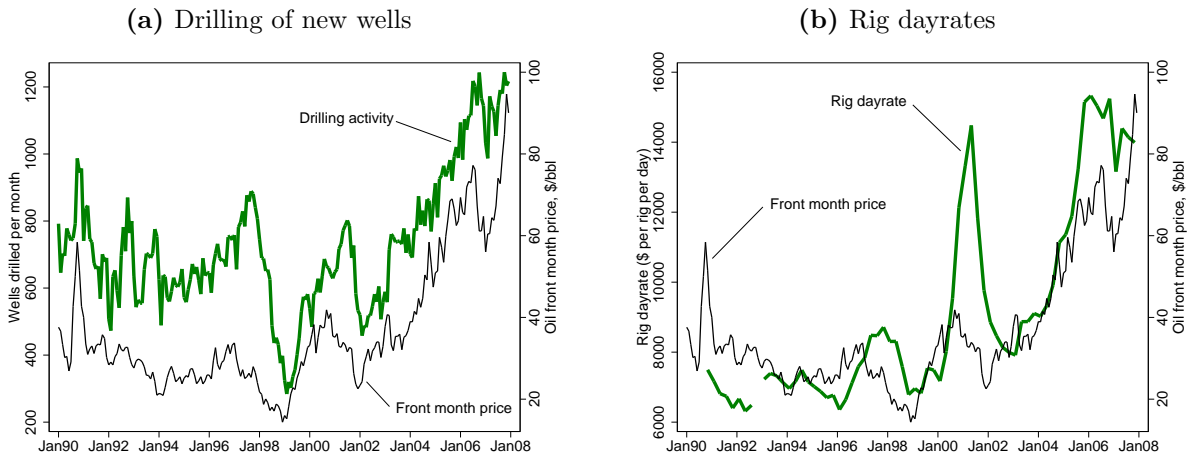 (a) Drilling of new wells
Wells drilled per month
200 400 600 800 1000 1200
Drilling activity
Front month price
20 40 60 80 100
Oil front month price, $/bbl
Jan90 Jan92 Jan94 Jan96 Jan98 Jan00 Jan02 Jan04 Jan06 Jan08
(b) Rig dayrates
Rig dayrate ($ per rig per day)
6000 8000 10000 12000 14000 16000
Rig dayrate
Front month price
20 40 60 80 100
Oil front month price, $/bbl
Jan90 Jan92 Jan94 Jan96 Jan98 Jan00 Jan02 Jan04 Jan06 Jan08